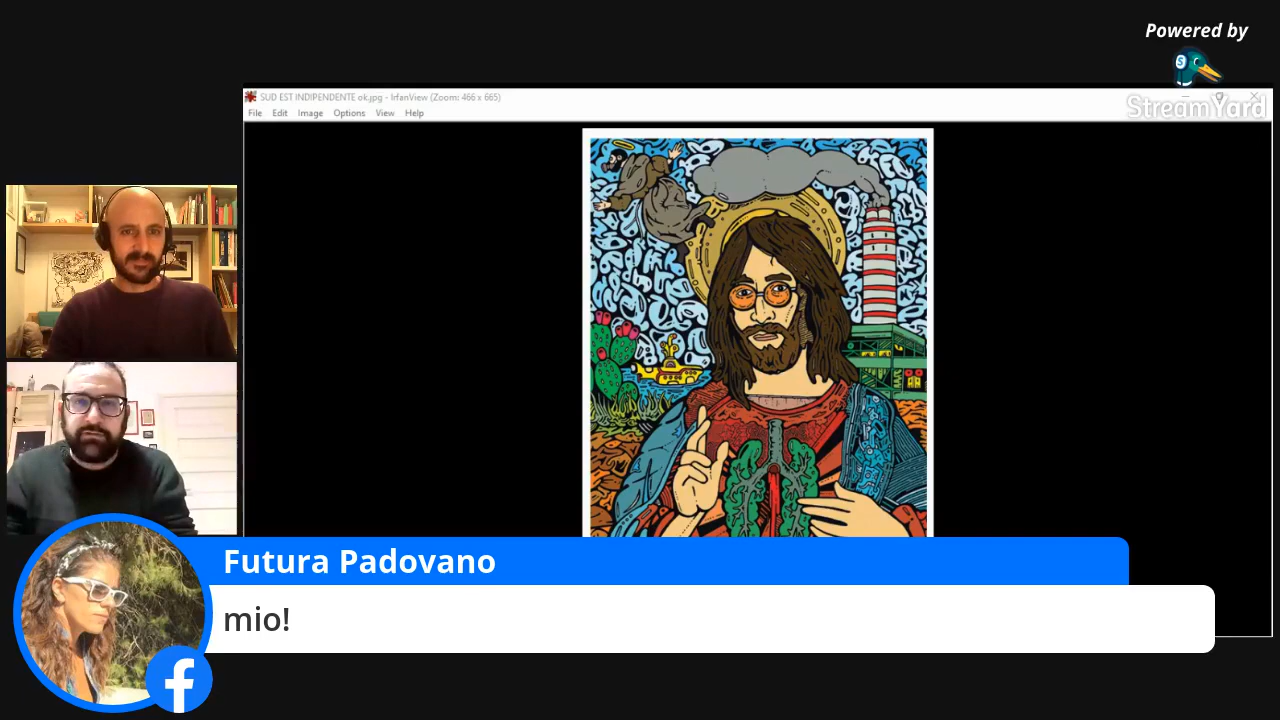 Powered by
StreamYard
SUD EST INDIPENDENTE ok.jpg - IrfanView (Zoom: 466 x 665)
File Edit Image Options View Help
Futura Padovano
mio!